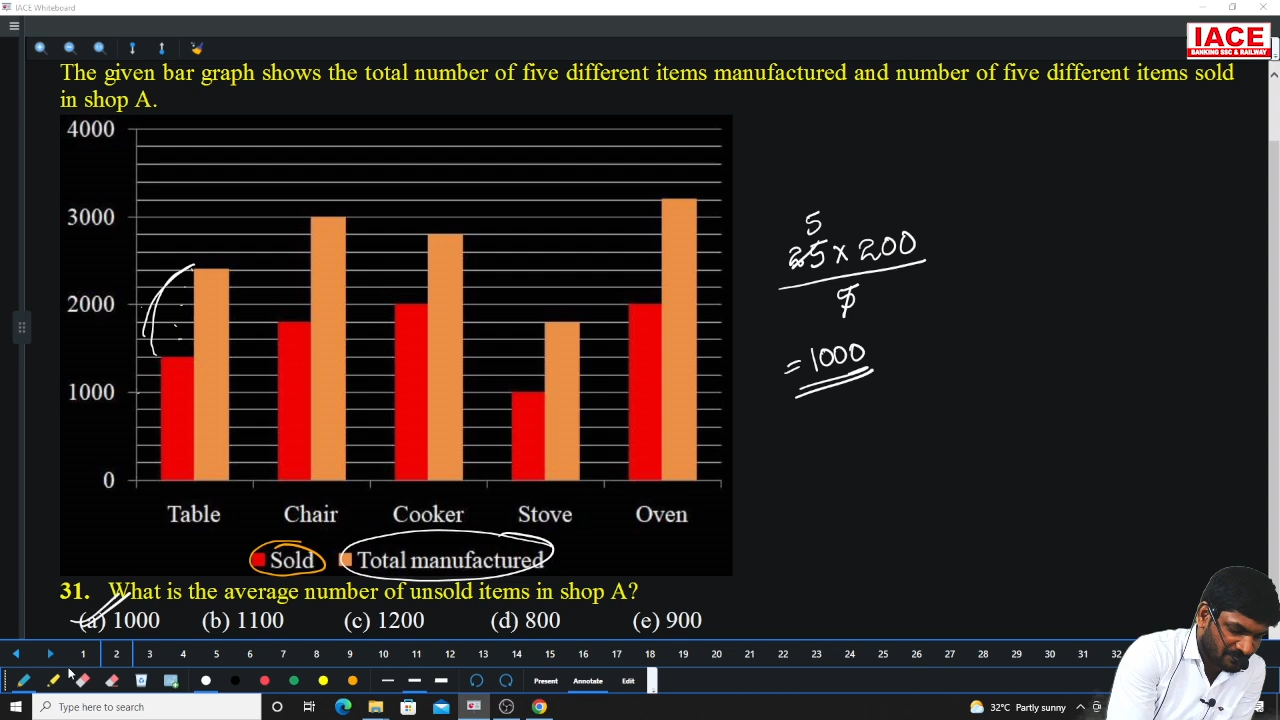 IACE Whiteboard
IACE
BANKING SSC & RAILWAY
The given bar graph shows the total number of five different items manufactured and number of five different items sold
in shop A.
4000
3000
2000
1000
0
Table Chair Cooker Stove Oven
Sold Total manufactured
5
25 x 200
5
= 1000
31. What is the average number of unsold items in shop A?
(a) 1000 (b) 1100 (c) 1200 (d) 800 (e) 900
1 2 3 4 5 6 7 8 9 10 11 12 13 14 15 16 17 18 19 20 21 22 23 24 25 26 27 28 29 30 31 32
Present Annotate Edit
Type here to search
32°C Partly sunny